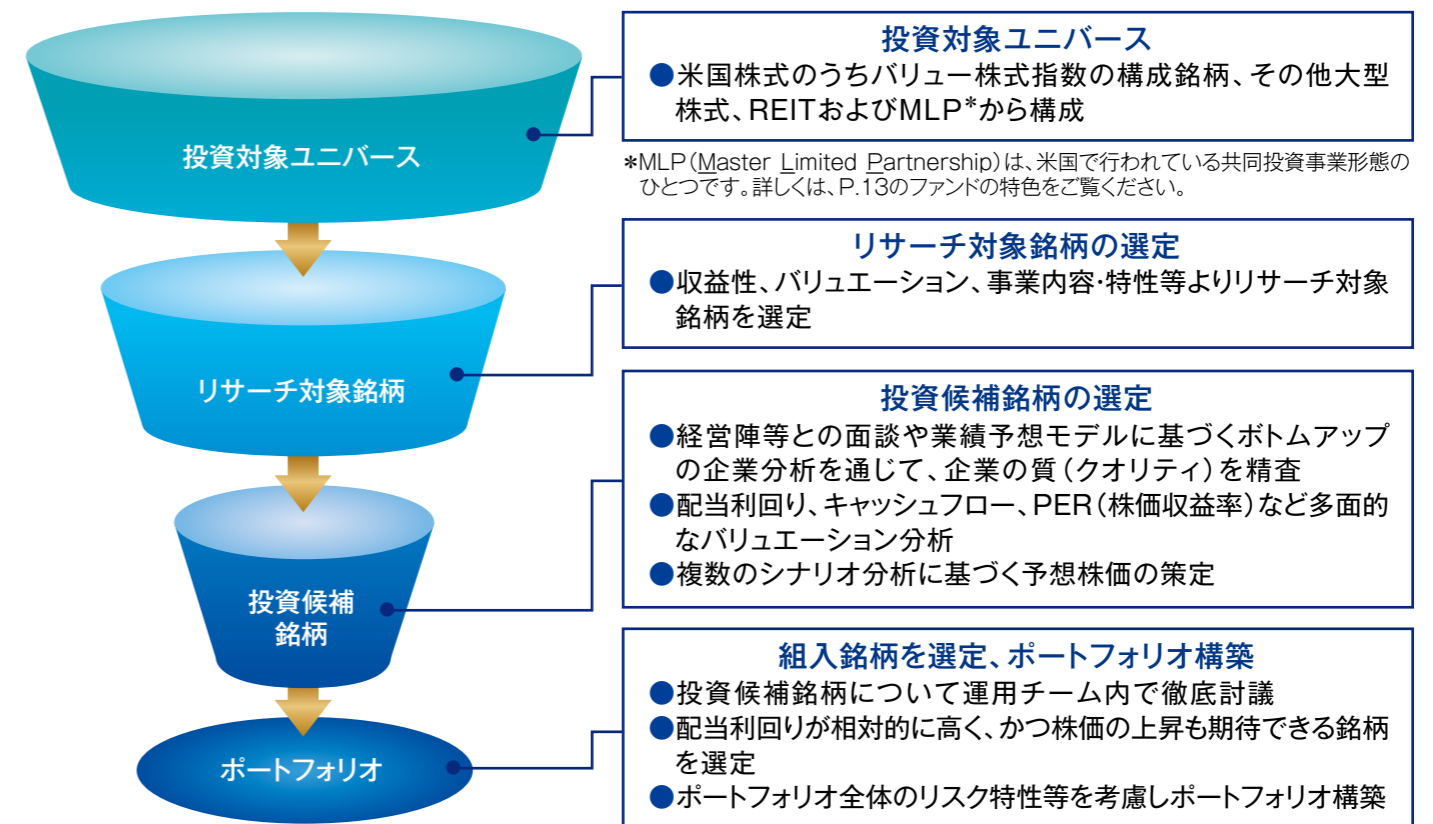 投資対象ユニバース
投資対象ユニバース
●米国株式のうちバリュー株式指数の構成銘柄、その他大型
株式、REITおよびMLP*から構成
*MLP(Master Limited Partnership)は、米国で行われている共同投資事業形態の
ひとつです。詳しくは、P.13のファンドの特色をご覧ください。
リサーチ対象銘柄
リサーチ対象銘柄の選定
●収益性、バリュエーション、事業内容・特性等よりリサーチ対象
銘柄を選定
投資候補
銘柄
投資候補銘柄の選定
●経営陣等との面談や業績予想モデルに基づくボトムアップ
の企業分析を通じて、企業の質(クオリティ)を精査
●配当利回り、キャッシュフロー、PER(株価収益率)など多面的
なバリュエーション分析
●複数のシナリオ分析に基づく予想株価の策定
ポートフォリオ
組入銘柄を選定、ポートフォリオ構築
●投資候補銘柄について運用チーム内で徹底討議
●配当利回りが相対的に高く、かつ株価の上昇も期待できる銘柄
を選定
●ポートフォリオ全体のリスク特性等を考慮しポートフォリオ構築